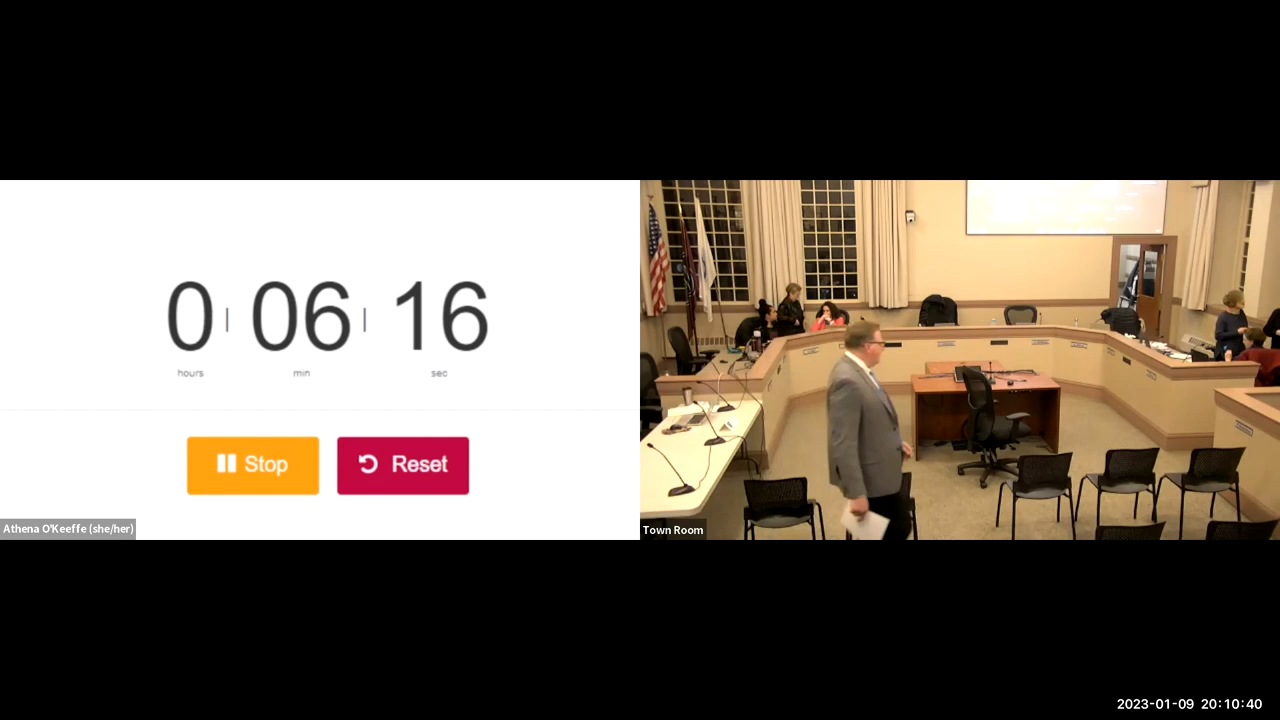 0 06 16
hours min sec
Stop Reset
Athena O'Keeffe (she/her)
Town Room
2023-01-09 20:10:40